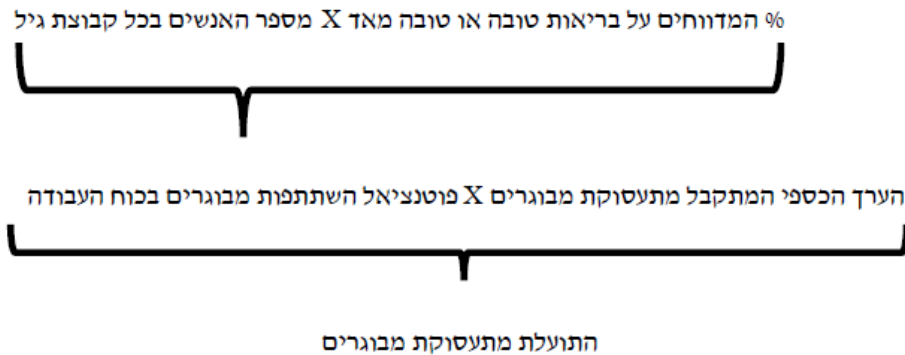 % המדווחים על בריאות טובה או טובה מאד X מספר האנשים בכל קבוצת גיל
הערך הכספי המתקבל מתעסוקת מבוגרים X פוטנציאל השתתפות מבוגרים בכוח העבודה
התועלת מתעסוקת מבוגרים